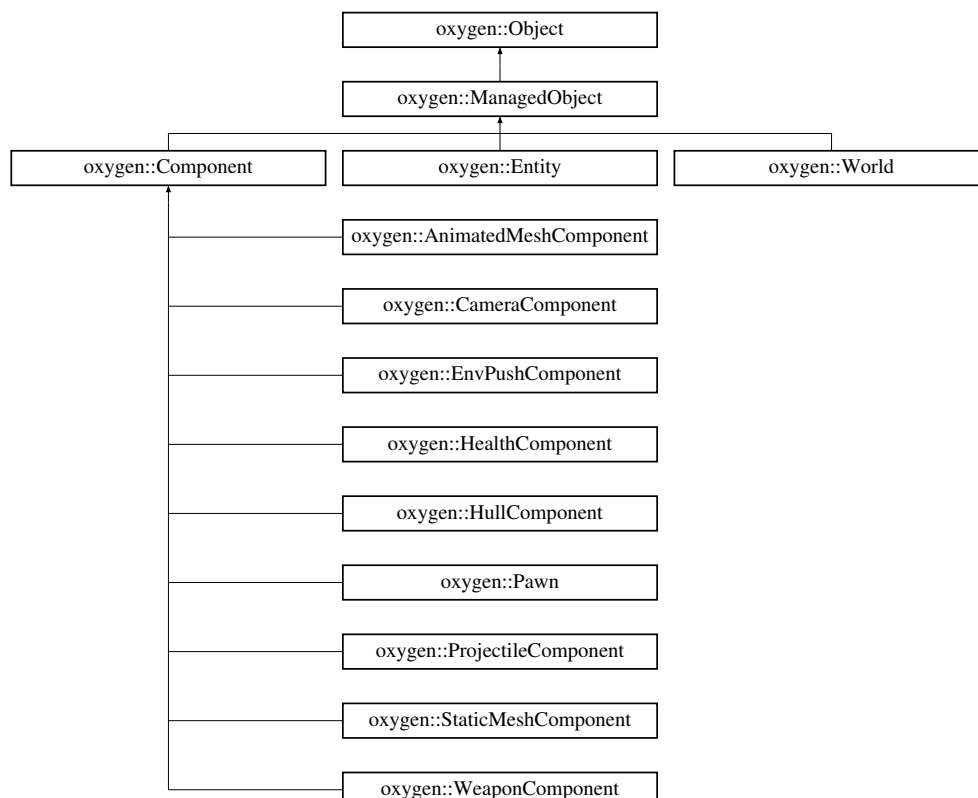 oxygen::Object
oxygen::ManagedObject
oxygen::Component
oxygen::Entity
oxygen::World
oxygen::AnimatedMeshComponent
oxygen::CameraComponent
oxygen::EnvPushComponent
oxygen::HealthComponent
oxygen::HullComponent
oxygen::Pawn
oxygen::ProjectileComponent
oxygen::StaticMeshComponent
oxygen::WeaponComponent